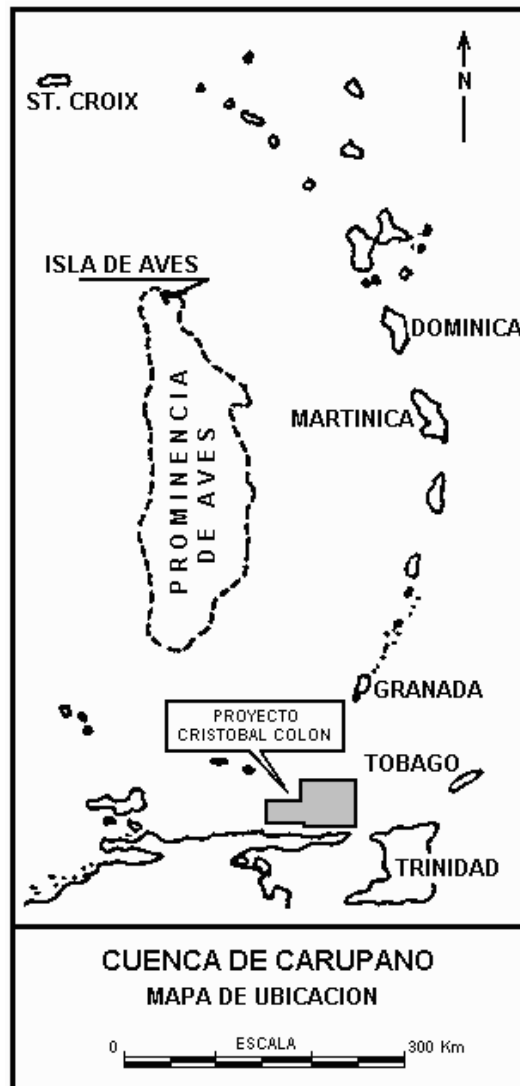 N
ST. CROIX
ISLA DE AVES
DOMINICA
MARTINICA
PROMINENCIA
DE AVES
GRANADA
PROYECTO
CRISTOBAL COLON
TOBAGO
TRINIDAD
CUENCA DE CARUPANO
MAPA DE UBICACION
ESCALA
0 300 Km